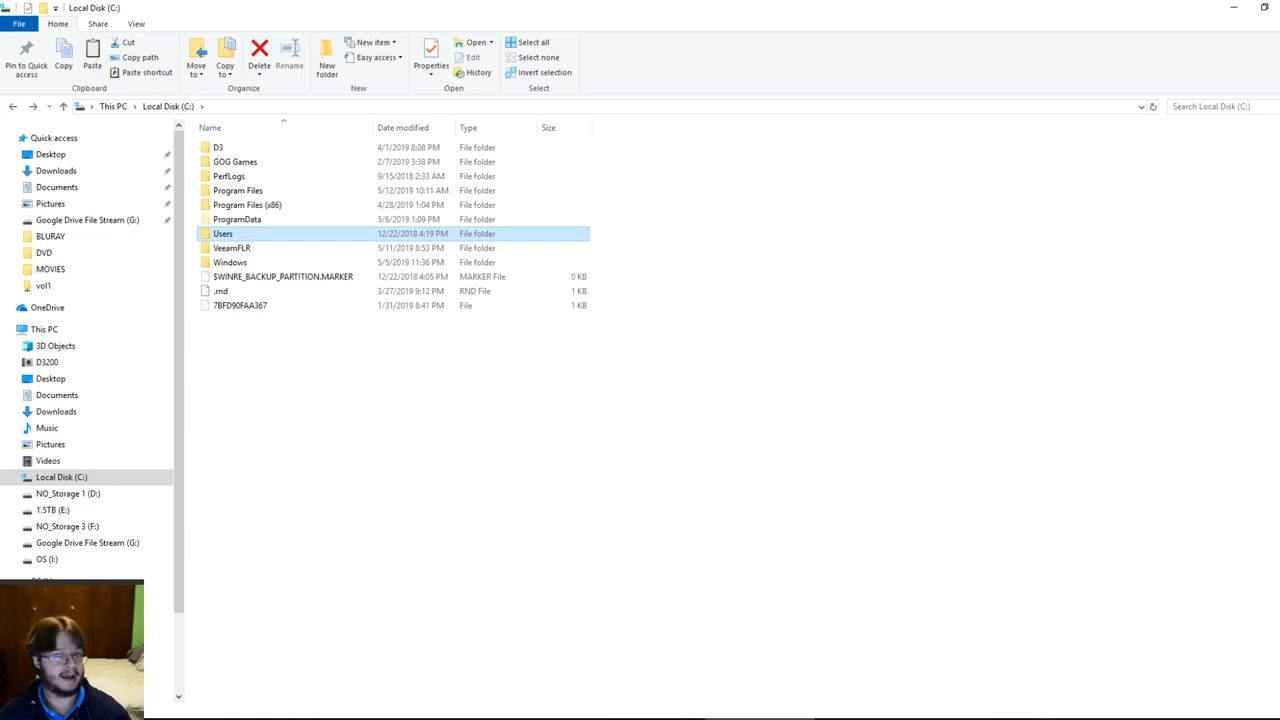 Local Disk (C:)
File Home Share View
Pin to Quick access
Copy
Paste
Cut
Copy path
Paste shortcut
Clipboard
Move to
Copy to
Delete
Rename
Organize
New folder
New item
Easy access
New
Properties
Open
Edit
History
Open
Select all
Select none
Invert selection
Select
This PC Local Disk (C:)
Search Local Disk (C:)
Quick access
Desktop
Downloads
Documents
Pictures
Google Drive File Stream (G:)
BLURAY
DVD
MOVIES
vol1
OneDrive
This PC
3D Objects
D3200
Desktop
Documents
Downloads
Music
Pictures
Videos
Local Disk (C:)
NO_Storage 1 (D:)
1.5TB (E:)
NO_Storage 3 (F:)
Google Drive File Stream (G:)
OS (I:)
Name Date modified Type Size
D3 4/1/2019 8:08 PM File folder
GOG Games 2/7/2019 3:38 PM File folder
PerfLogs 9/15/2018 2:33 AM File folder
Program Files 5/12/2019 10:11 AM File folder
Program Files (x86) 4/28/2019 1:04 PM File folder
ProgramData 5/6/2019 1:09 PM File folder
Users 12/22/2018 4:19 PM File folder
VeeamFLR 5/11/2019 8:53 PM File folder
Windows 5/5/2019 11:36 PM File folder
$WINRE_BACKUP_PARTITION.MARKER 12/22/2018 4:05 PM MARKER File 0 KB
.rnd 3/27/2019 9:12 PM RND File 1 KB
7BFD90FAA367 1/31/2019 8:41 PM File 1 KB